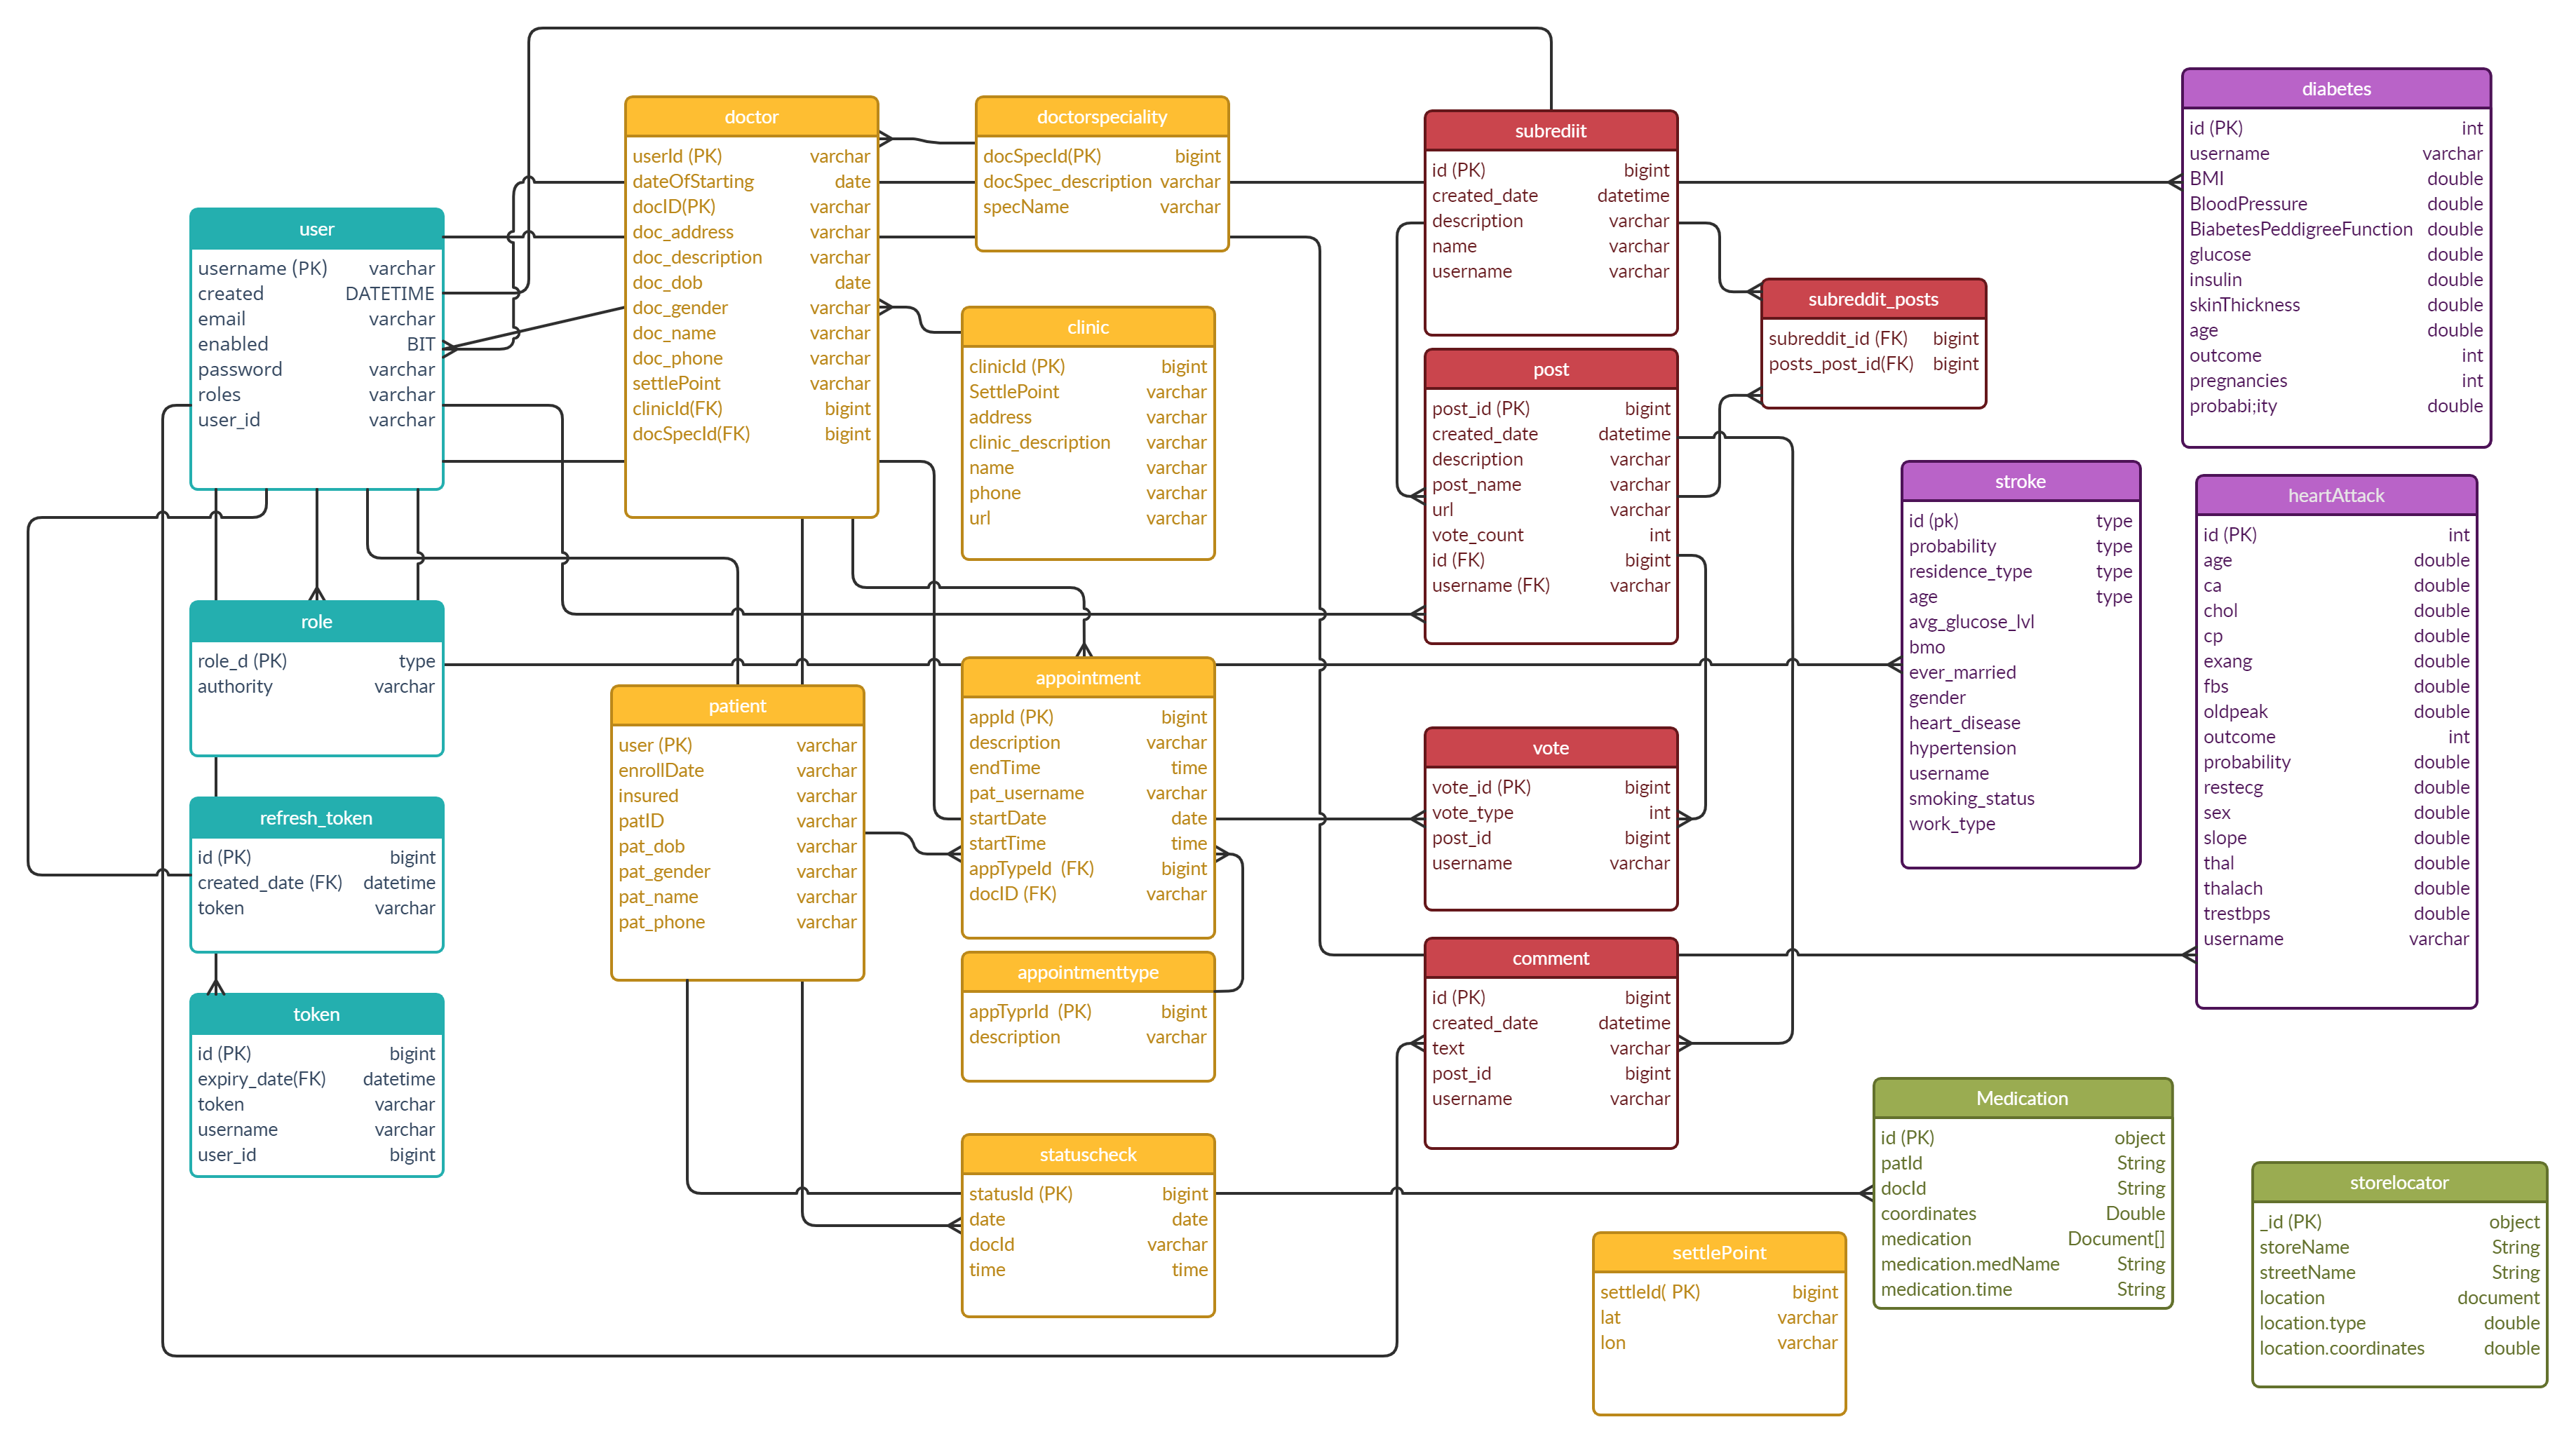 user
username (PK) varchar
created DATETIME
email varchar
enabled BIT
password varchar
roles varchar
user_id varchar
role
role_d (PK) type
authority varchar
refresh_token
id (PK) bigint
created_date (FK) datetime
token varchar
token
id (PK) bigint
expiry_date(FK) datetime
token varchar
username varchar
user_id bigint
doctor
userId (PK) varchar
dateOfStarting date
docID(PK) varchar
doc_address varchar
doc_description varchar
doc_dob date
doc_gender varchar
doc_name varchar
doc_phone varchar
settlePoint varchar
clinicId(FK) bigint
docSpecId(FK) bigint
patient
user (PK) varchar
enrollDate varchar
insured varchar
patID varchar
pat_dob varchar
pat_gender varchar
pat_name varchar
pat_phone varchar
doctorspeciality
docSpecId(PK) bigint
docSpec_description varchar
specName varchar
clinic
clinicId (PK) bigint
SettlePoint varchar
address varchar
clinic_description varchar
name varchar
phone varchar
url varchar
appointment
appId (PK) bigint
description varchar
endTime time
pat_username varchar
startDate date
startTime time
appTypeId (FK) bigint
docID (FK) varchar
appointmenttype
appTyprId (PK) bigint
description varchar
statuscheck
statusId (PK) bigint
date date
docId varchar
time time
subrediit
id (PK) bigint
created_date datetime
description varchar
name varchar
username varchar
post
post_id (PK) bigint
created_date datetime
description varchar
post_name varchar
url varchar
vote_count int
id (FK) bigint
username (FK) varchar
vote
vote_id (PK) bigint
vote_type int
post_id bigint
username varchar
comment
id (PK) bigint
created_date datetime
text varchar
post_id bigint
username varchar
settlePoint
settleId( PK) bigint
lat varchar
lon varchar
subreddit_posts
subreddit_id (FK) bigint
posts_post_id(FK) bigint
stroke
id (pk) type
probability type
residence_type type
age type
avg_glucose_lvl
bmo
ever_married
gender
heart_disease
hypertension
username
smoking_status
work_type
Medication
id (PK) object
patId String
docId String
coordinates Double
medication Document[]
medication.medName String
medication.time String
diabetes
id (PK) int
username varchar
BMI double
BloodPressure double
BiabetesPeddigreeFunction double
glucose double
insulin double
skinThickness double
age double
outcome int
pregnancies int
probabi;ity double
heartAttack
id (PK) int
age double
ca double
chol double
cp double
exang double
fbs double
oldpeak double
outcome int
probability double
restecg double
sex double
slope double
thal double
thalach double
trestbps double
username varchar
storelocator
_id (PK) object
storeName String
streetName String
location document
location.type double
location.coordinates double